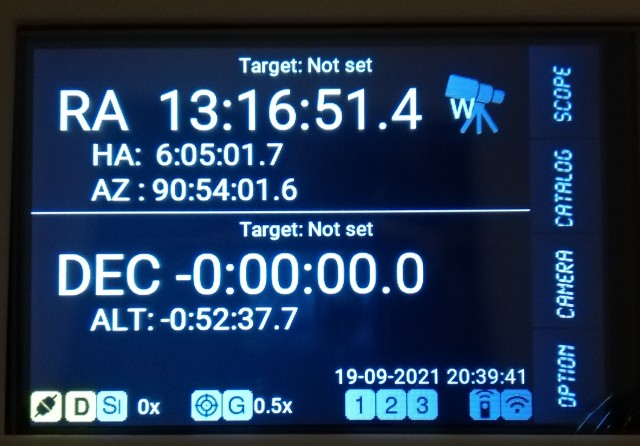 Target: Not set
RA 13:16:51.4
W
HA: 6:05:01.7
AZ : 90:54:01.6
Target: Not set
DEC -0:00:00.0
ALT: -0:52:37.7
19-09-2021 20:39:41
D SI 0x G 0.5x 1 2 3
SCOPE
CATALOG
CAMERA
OPTION